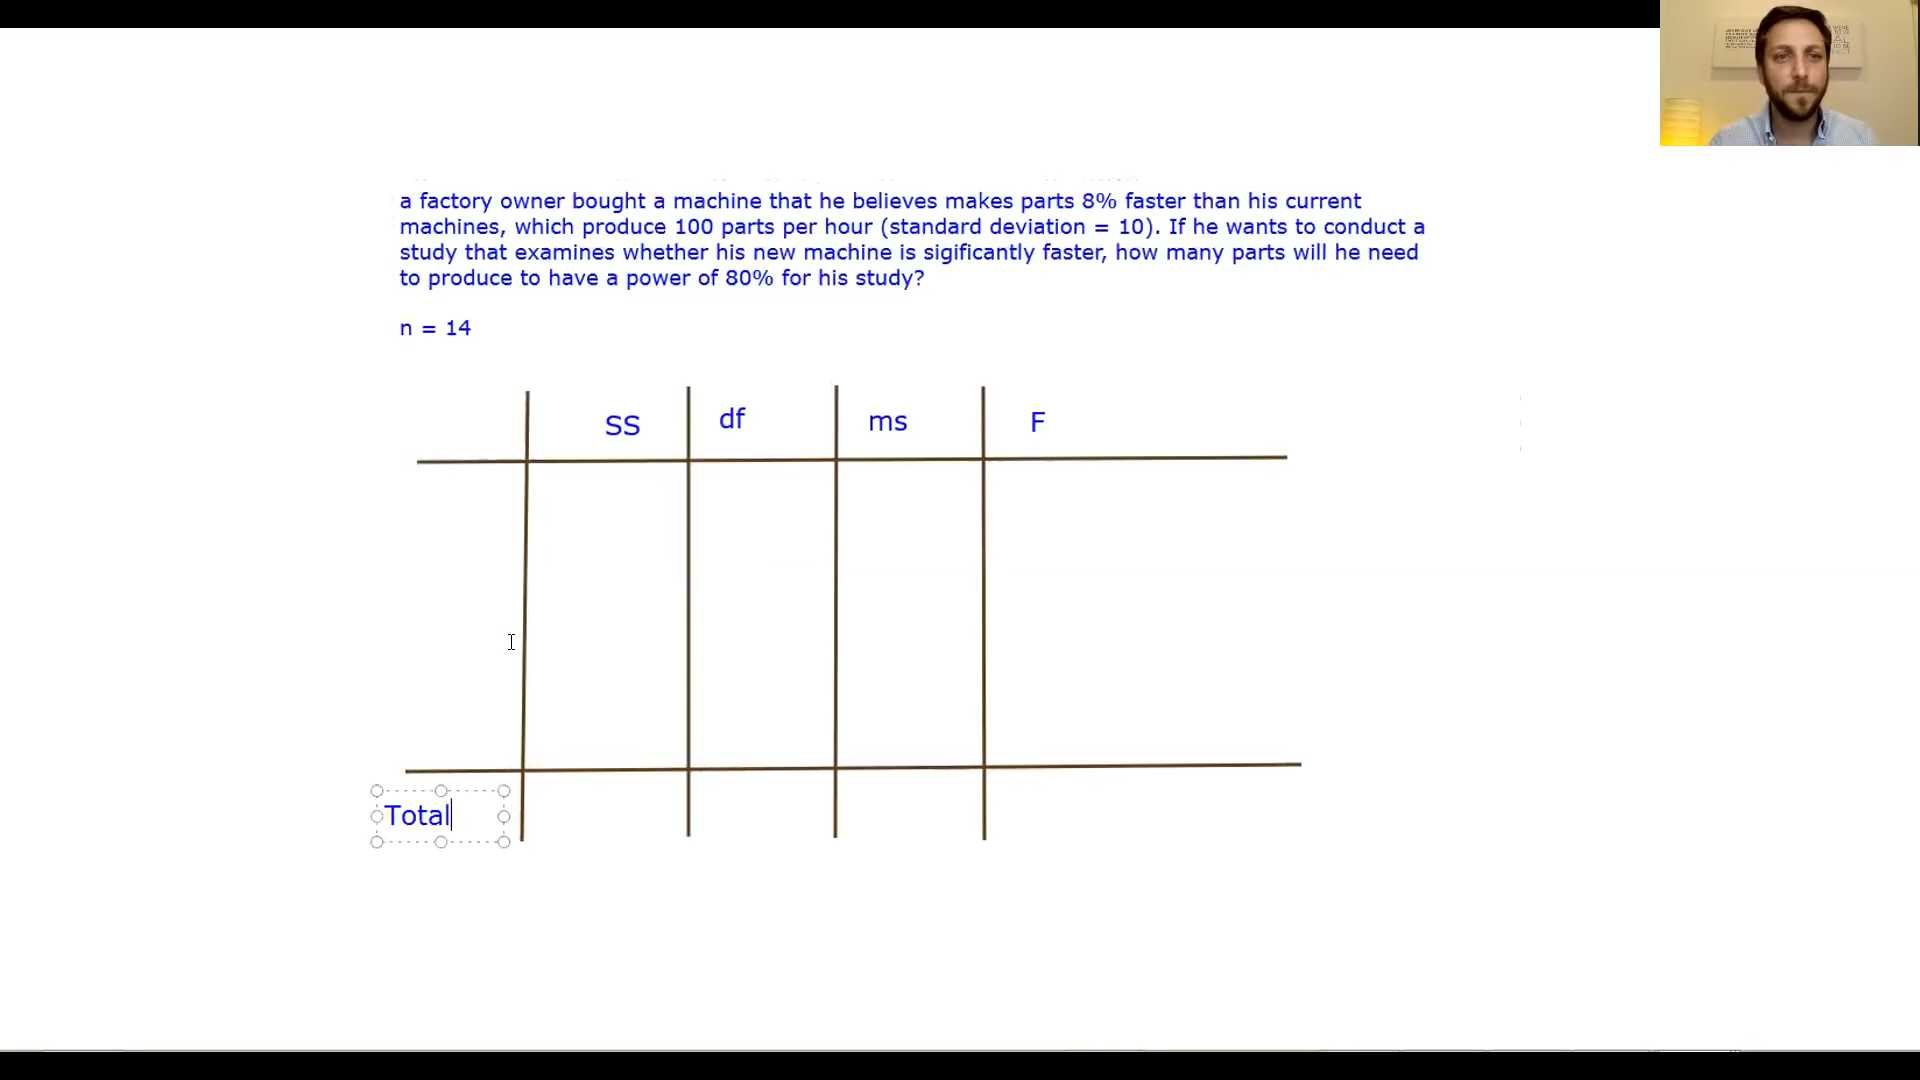 a factory owner bought a machine that he believes makes parts 8% faster than his current
machines, which produce 100 parts per hour (standard deviation = 10). If he wants to conduct a
study that examines whether his new machine is sigificantly faster, how many parts will he need
to produce to have a power of 80% for his study?
n = 14
SS df ms F
Total